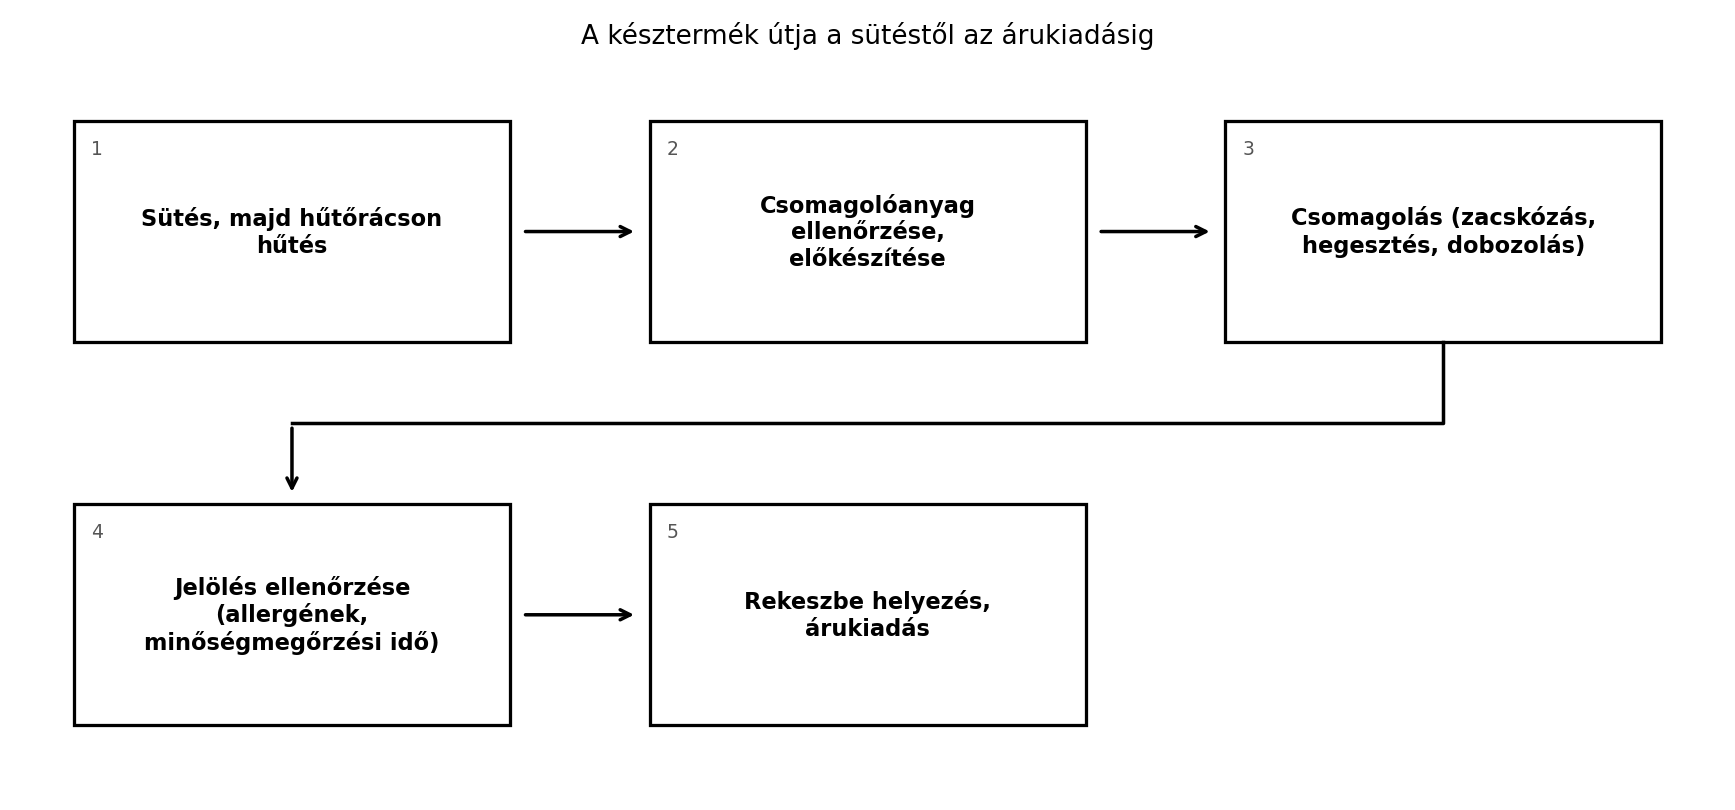 A késztermék útja a sütéstől az árukiadásig
1
Sütés, majd hűtőrácson
hűtés
2
Csomagolóanyag
ellenőrzése,
előkészítése
3
Csomagolás (zacskózás,
hegesztés, dobozolás)
4
Jelölés ellenőrzése
(allergének,
minőségmegőrzési idő)
5
Rekeszbe helyezés,
árukiadás